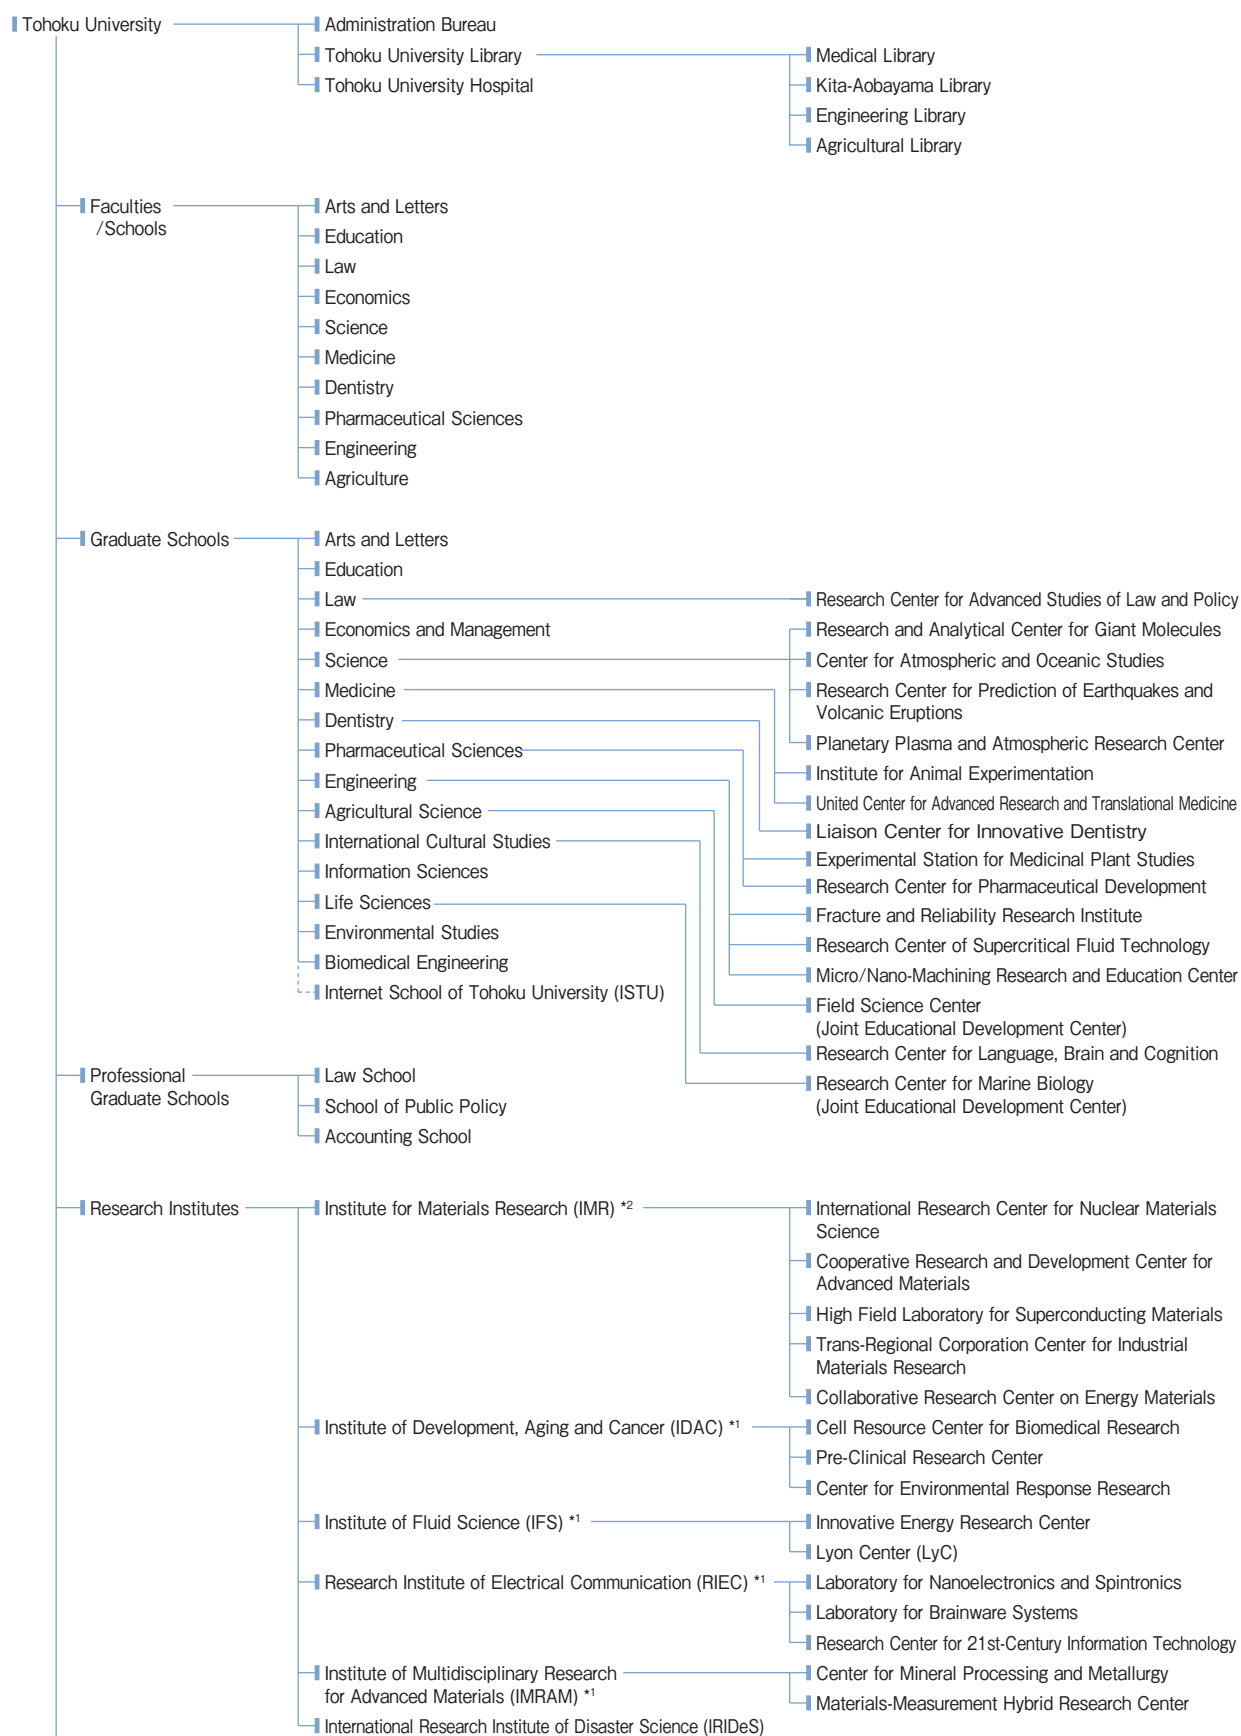 Tohoku University
Administration Bureau
Tohoku University Library
Medical Library
Kita-Aobayama Library
Engineering Library
Agricultural Library
Tohoku University Hospital
Faculties
/Schools
Arts and Letters
Education
Law
Economics
Science
Medicine
Dentistry
Pharmaceutical Sciences
Engineering
Agriculture
Graduate Schools
Arts and Letters
Education
Law
Economics and Management
Science
Medicine
Dentistry
Pharmaceutical Sciences
Engineering
Agricultural Science
International Cultural Studies
Information Sciences
Life Sciences
Environmental Studies
Biomedical Engineering
Internet School of Tohoku University (ISTU)
Research Center for Advanced Studies of Law and Policy
Research and Analytical Center for Giant Molecules
Center for Atmospheric and Oceanic Studies
Research Center for Prediction of Earthquakes and
Volcanic Eruptions
Planetary Plasma and Atmospheric Research Center
Institute for Animal Experimentation
United Center for Advanced Research and Translational Medicine
Liaison Center for Innovative Dentistry
Experimental Station for Medicinal Plant Studies
Research Center for Pharmaceutical Development
Fracture and Reliability Research Institute
Research Center of Supercritical Fluid Technology
Micro/Nano-Machining Research and Education Center
Field Science Center
(Joint Educational Development Center)
Research Center for Language, Brain and Cognition
Research Center for Marine Biology
(Joint Educational Development Center)
Professional
Graduate Schools
Law School
School of Public Policy
Accounting School
Research Institutes
Institute for Materials Research (IMR) *2
International Research Center for Nuclear Materials
Science
Cooperative Research and Development Center for
Advanced Materials
High Field Laboratory for Superconducting Materials
Trans-Regional Corporation Center for Industrial
Materials Research
Collaborative Research Center on Energy Materials
Institute of Development, Aging and Cancer (IDAC) *1
Cell Resource Center for Biomedical Research
Pre-Clinical Research Center
Center for Environmental Response Research
Institute of Fluid Science (IFS) *1
Innovative Energy Research Center
Lyon Center (LyC)
Research Institute of Electrical Communication (RIEC) *1
Laboratory for Nanoelectronics and Spintronics
Laboratory for Brainware Systems
Research Center for 21st-Century Information Technology
Institute of Multidisciplinary Research
for Advanced Materials (IMRAM) *1
Center for Mineral Processing and Metallurgy
Materials-Measurement Hybrid Research Center
International Research Institute of Disaster Science (IRIDeS)